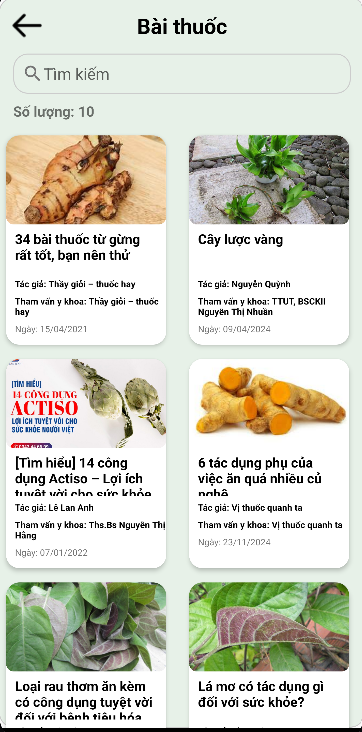 Bài thuốc
Tìm kiếm
Số lượng: 10
34 bài thuốc từ gừng
rất tốt, bạn nên thử
Tác giả: Thầy giỏi – thuốc hay
Tham vấn y khoa: Thầy giỏi – thuốc
hay
Ngày: 15/04/2021
Cây lược vàng
Tác giả: Nguyễn Quỳnh
Tham vấn y khoa: TTUT, BSCKII
Nguyễn Thị Nhuần
Ngày: 09/04/2024
[TÌM HIỂU]
14 CÔNG DỤNG
ACTISO
LỢI ÍCH TUYỆT VỜI CHO
SỨC KHỎE NGƯỜI VIỆT
[Tìm hiểu] 14 công
dụng Actiso – Lợi ích
tuyệt vời cho sức khỏe
Tác giả: Lê Lan Anh
Tham vấn y khoa: Ths.Bs Nguyễn Thị
Hằng
Ngày: 07/01/2022
6 tác dụng phụ của
việc ăn quá nhiều củ
nghệ
Tác giả: Vị thuốc quanh ta
Tham vấn y khoa: Vị thuốc quanh ta
Ngày: 23/11/2024
Loại rau thơm ăn kèm
có công dụng tuyệt vời
đối với bệnh tiêu hóa
Lá mơ có tác dụng gì
đối với sức khỏe?